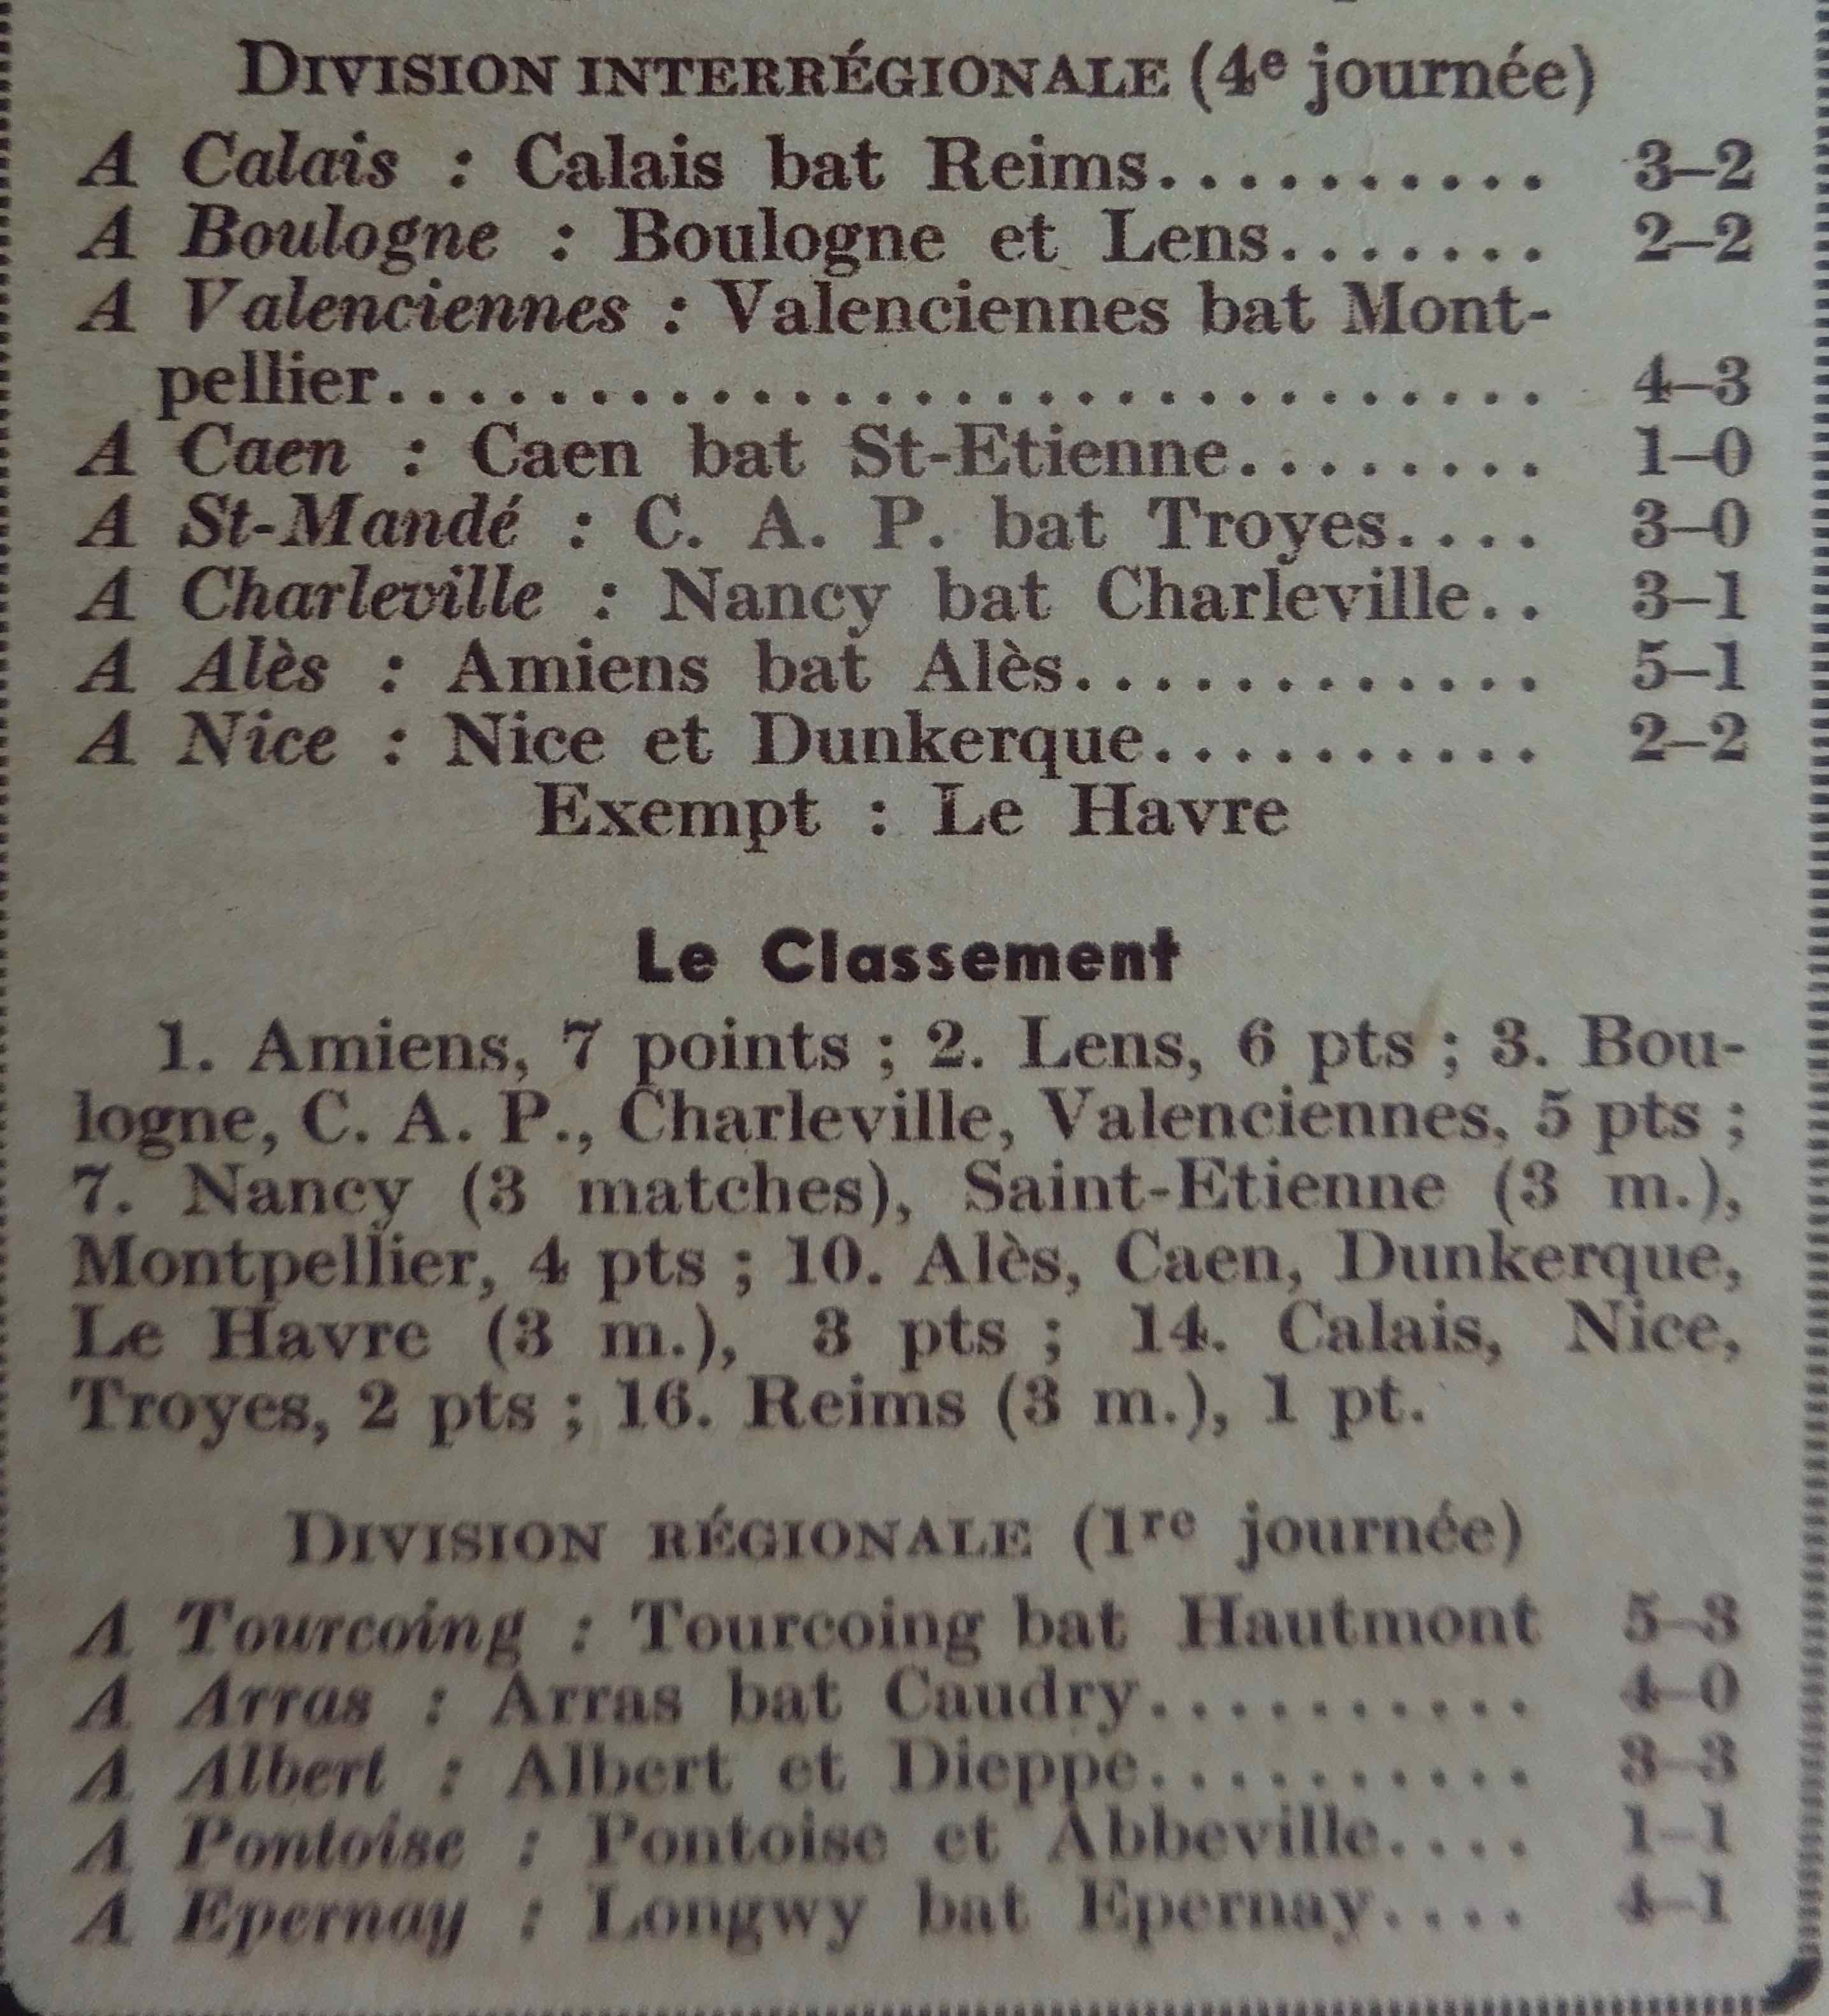 DIVISION INTERRÉGIONALE (4e journée)
A Calais : Calais bat Reims........... 3–2
A Boulogne : Boulogne et Lens....... 2–2
A Valenciennes : Valenciennes bat Mont-
pellier............................. 4–3
A Caen : Caen bat St-Etienne......... 1–0
A St-Mandé : C. A. P. bat Troyes.... 3–0
A Charleville : Nancy bat Charleville.. 3–1
A Alès : Amiens bat Alès............. 5–1
A Nice : Nice et Dunkerque.......... 2–2
Exempt : Le Havre
Le Classement
1. Amiens, 7 points ; 2. Lens, 6 pts ; 3. Bou-
logne, C. A. P., Charleville, Valenciennes, 5 pts ;
7. Nancy (3 matches), Saint-Etienne (3 m.),
Montpellier, 4 pts ; 10. Alès, Caen, Dunkerque,
Le Havre (3 m.), 3 pts ; 14. Calais, Nice,
Troyes, 2 pts ; 16. Reims (3 m.), 1 pt.
DIVISION RÉGIONALE (1re journée)
A Tourcoing : Tourcoing bat Hautmont 5–3
A Arras : Arras bat Caudry.......... 4–0
A Albert : Albert et Dieppe.......... 3–3
A Pontoise : Pontoise et Abbeville.... 1–1
A Epernay : Longwy bat Epernay.... 4–1